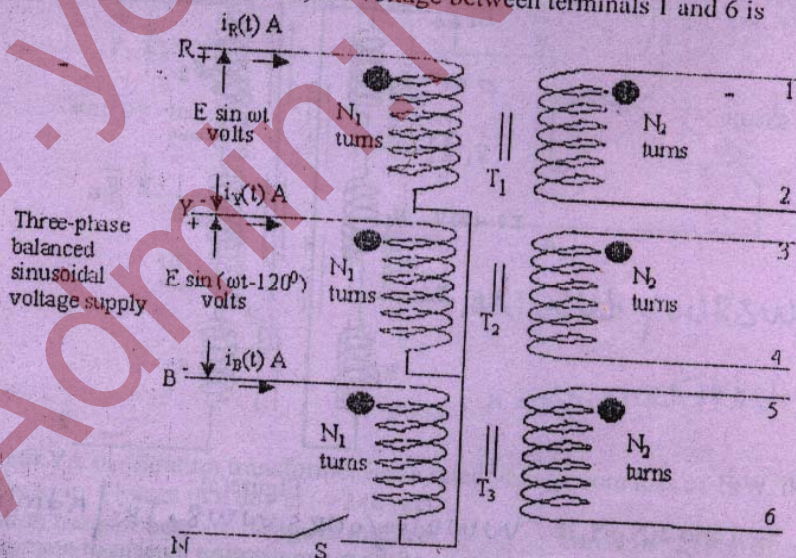 voltage between terminals 1 and 6 is
i_R(t) A
R +
E sin ωt
volts
N₁
turns
T₁
N₂
turns
1
2
Y -
+
i_Y(t) A
Three-phase
balanced
sinusoidal
voltage supply
E sin (ωt-120⁰)
volts
N₁
turns
T₂
N₂
turns
3
4
B -
i_B(t) A
N₁
turns
T₃
N₂
turns
5
6
N
S